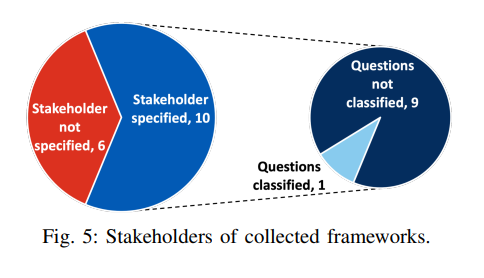 Stakeholder
not
specified, 6
Stakeholder
specified, 10
Questions
not
classified, 9
Questions
classified, 1
Fig. 5: Stakeholders of collected frameworks.